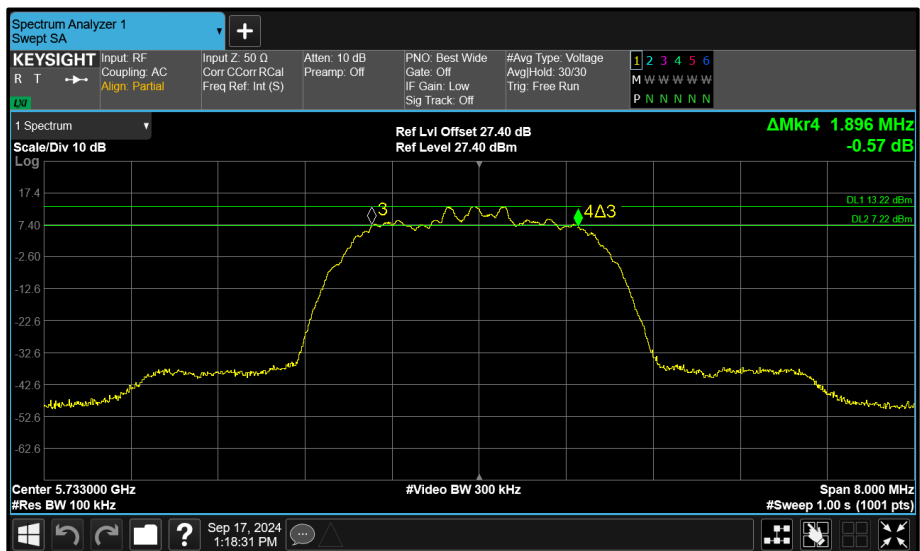 Spectrum Analyzer 1
Swept SA
+
KEYSIGHT
R T
LXI
Input: RF
Coupling: AC
Align: Partial
Input Z: 50 Ω
Corr CCorr RCal
Freq Ref: Int (S)
Atten: 10 dB
Preamp: Off
PNO: Best Wide
Gate: Off
IF Gain: Low
Sig Track: Off
#Avg Type: Voltage
Avg|Hold: 30/30
Trig: Free Run
1 2 3 4 5 6
M W W W W W
P N N N N N
1 Spectrum
Scale/Div 10 dB
Ref Lvl Offset 27.40 dB
Ref Level 27.40 dBm
ΔMkr4 1.896 MHz
-0.57 dB
Log
17.4
7.40
-2.60
-12.6
-22.6
-32.6
-42.6
-52.6
-62.6
DL1 13.22 dBm
DL2 7.22 dBm
3
4Δ3
Center 5.733000 GHz
#Video BW 300 kHz
Span 8.000 MHz
#Res BW 100 kHz
#Sweep 1.00 s (1001 pts)
?
Sep 17, 2024
1:18:31 PM